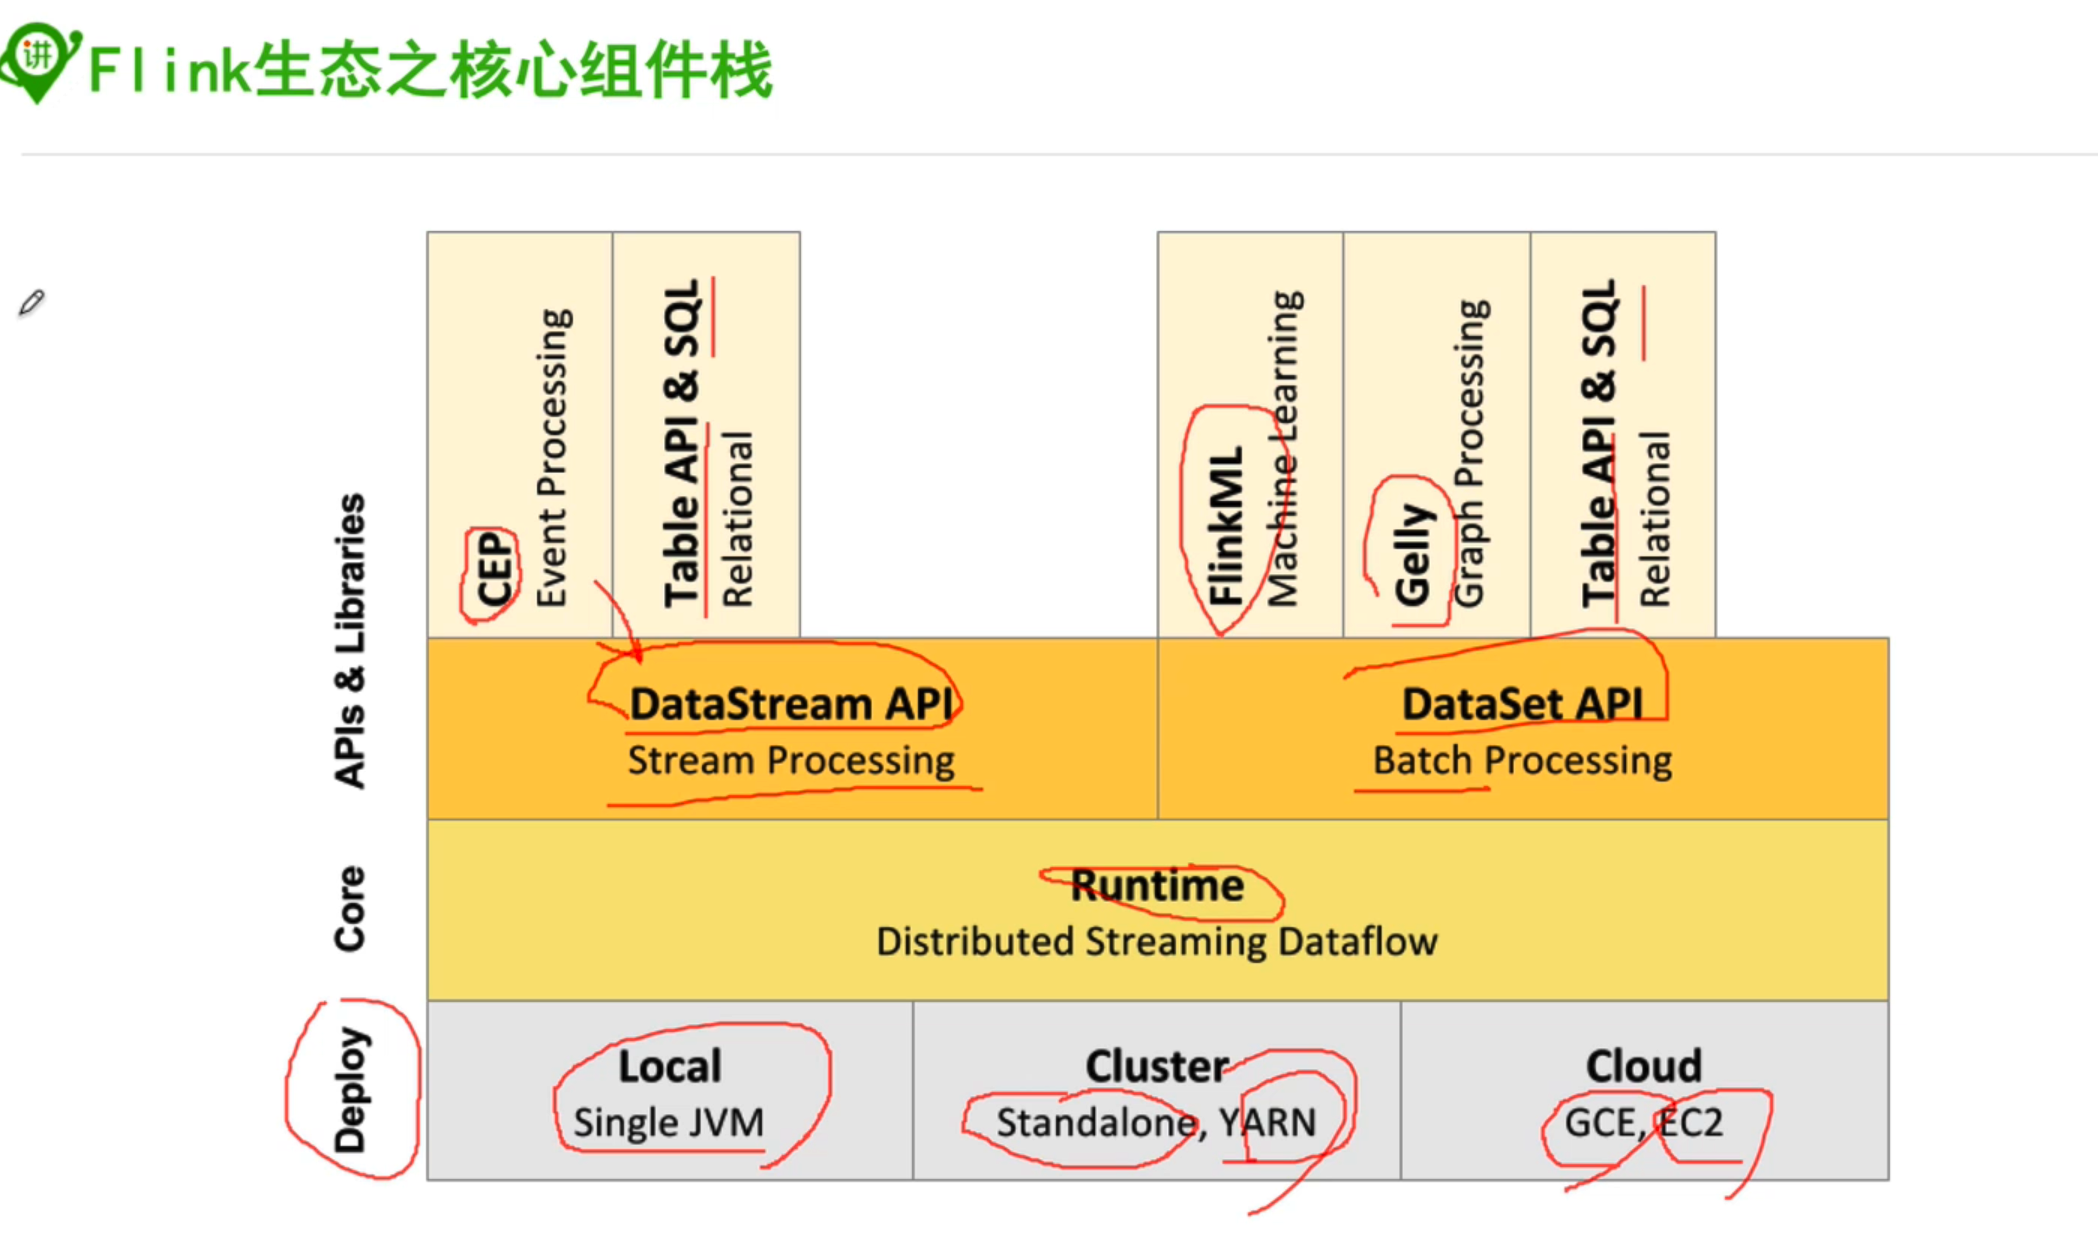 讲
Flink生态之核心组件栈
APIs & Libraries
CEP
Event Processing
Table API & SQL
Relational
FlinkML
Machine Learning
Gelly
Graph Processing
Table API & SQL
Relational
DataStream API
Stream Processing
DataSet API
Batch Processing
Core
Runtime
Distributed Streaming Dataflow
Deploy
Local
Single JVM
Cluster
Standalone, YARN
Cloud
GCE, EC2